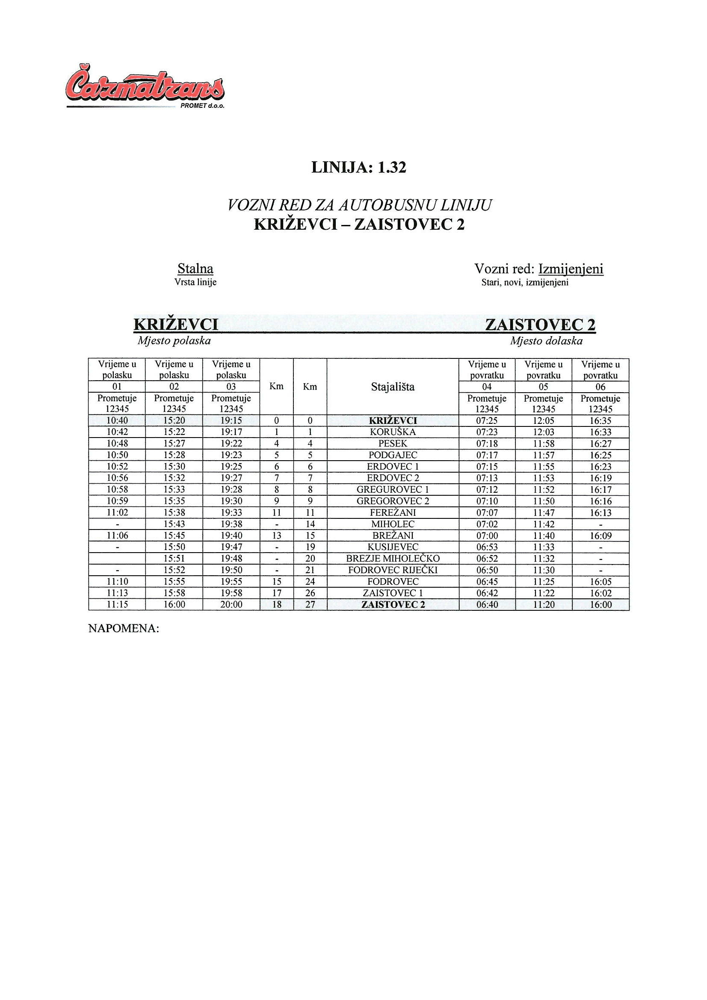 Čazmatrans
PROMET d.o.o.
LINIJA: 1.32
VOZNI RED ZA AUTOBUSNU LINIJU
KRIŽEVCI – ZAISTOVEC 2
Stalna Vozni red: Izmijenjeni
Vrsta linije Stari, novi, izmijenjeni
KRIŽEVCI ZAISTOVEC 2
Mjesto polaska Mjesto dolaska
Vrijeme u Vrijeme u Vrijeme u Vrijeme u Vrijeme u Vrijeme u
polasku polasku polasku povratku povratku povratku
01 02 03 Km Km Stajališta 04 05 06
Prometuje Prometuje Prometuje Prometuje Prometuje Prometuje
12345 12345 12345 12345 12345 12345
10:40 15:20 19:15 0 0 KRIŽEVCI 07:25 12:05 16:35
10:42 15:22 19:17 1 1 KORUŠKA 07:23 12:03 16:33
10:48 15:27 19:22 4 4 PESEK 07:18 11:58 16:27
10:50 15:28 19:23 5 5 PODGAJEC 07:17 11:57 16:25
10:52 15:30 19:25 6 6 ERDOVEC 1 07:15 11:55 16:23
10:56 15:32 19:27 7 7 ERDOVEC 2 07:13 11:53 16:19
10:58 15:33 19:28 8 8 GREGUROVEC 1 07:12 11:52 16:17
10:59 15:35 19:30 9 9 GREGOROVEC 2 07:10 11:50 16:16
11:02 15:38 19:33 11 11 FEREŽANI 07:07 11:47 16:13
- 15:43 19:38 - 14 MIHOLEC 07:02 11:42 -
11:06 15:45 19:40 13 15 BREŽANI 07:00 11:40 16:09
- 15:50 19:47 - 19 KUSIJEVEC 06:53 11:33 -
15:51 19:48 - 20 BREZJE MIHOLEČKO 06:52 11:32 -
- 15:52 19:50 - 21 FODROVEC RIJEČKI 06:50 11:30 -
11:10 15:55 19:55 15 24 FODROVEC 06:45 11:25 16:05
11:13 15:58 19:58 17 26 ZAISTOVEC 1 06:42 11:22 16:02
11:15 16:00 20:00 18 27 ZAISTOVEC 2 06:40 11:20 16:00
NAPOMENA: